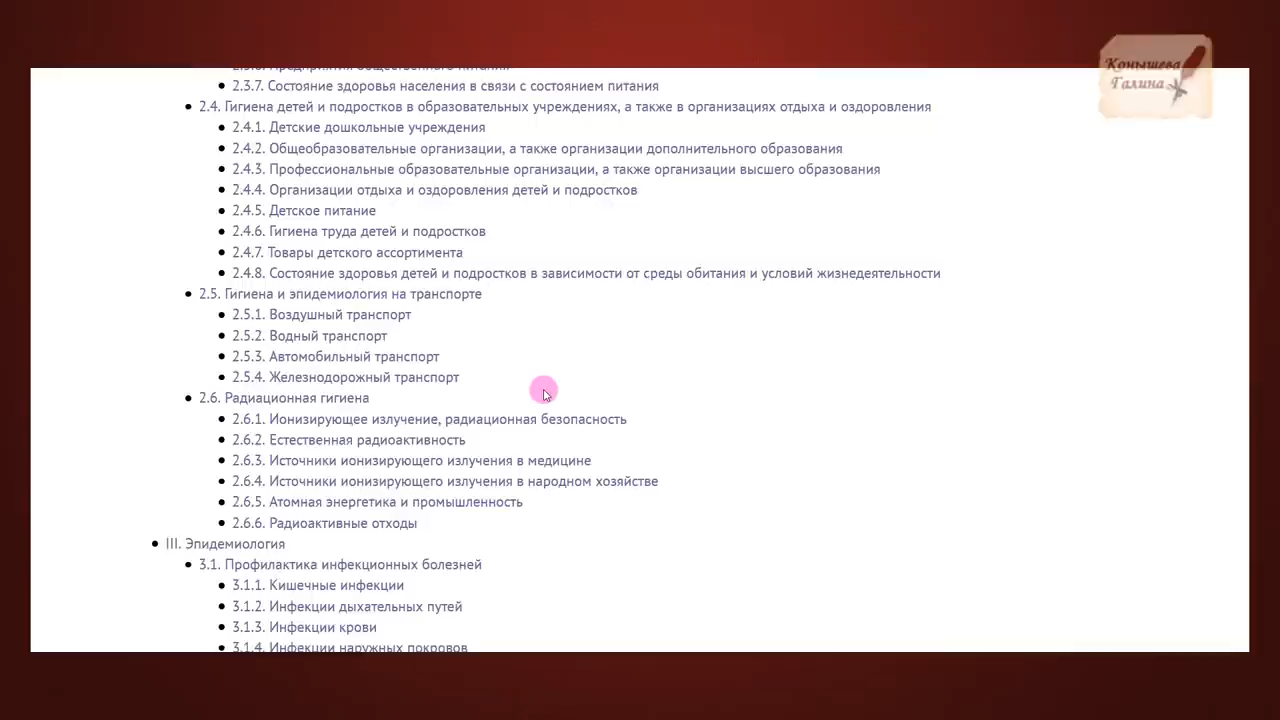 Конышева
Галина
2.3.6. Предприятия общественного питания
2.3.7. Состояние здоровья населения в связи с состоянием питания
2.4. Гигиена детей и подростков в образовательных учреждениях, а также в организациях отдыха и оздоровления
2.4.1. Детские дошкольные учреждения
2.4.2. Общеобразовательные организации, а также организации дополнительного образования
2.4.3. Профессиональные образовательные организации, а также организации высшего образования
2.4.4. Организации отдыха и оздоровления детей и подростков
2.4.5. Детское питание
2.4.6. Гигиена труда детей и подростков
2.4.7. Товары детского ассортимента
2.4.8. Состояние здоровья детей и подростков в зависимости от среды обитания и условий жизнедеятельности
2.5. Гигиена и эпидемиология на транспорте
2.5.1. Воздушный транспорт
2.5.2. Водный транспорт
2.5.3. Автомобильный транспорт
2.5.4. Железнодорожный транспорт
2.6. Радиационная гигиена
2.6.1. Ионизирующее излучение, радиационная безопасность
2.6.2. Естественная радиоактивность
2.6.3. Источники ионизирующего излучения в медицине
2.6.4. Источники ионизирующего излучения в народном хозяйстве
2.6.5. Атомная энергетика и промышленность
2.6.6. Радиоактивные отходы
III. Эпидемиология
3.1. Профилактика инфекционных болезней
3.1.1. Кишечные инфекции
3.1.2. Инфекции дыхательных путей
3.1.3. Инфекции крови
3.1.4. Инфекции наружных покровов